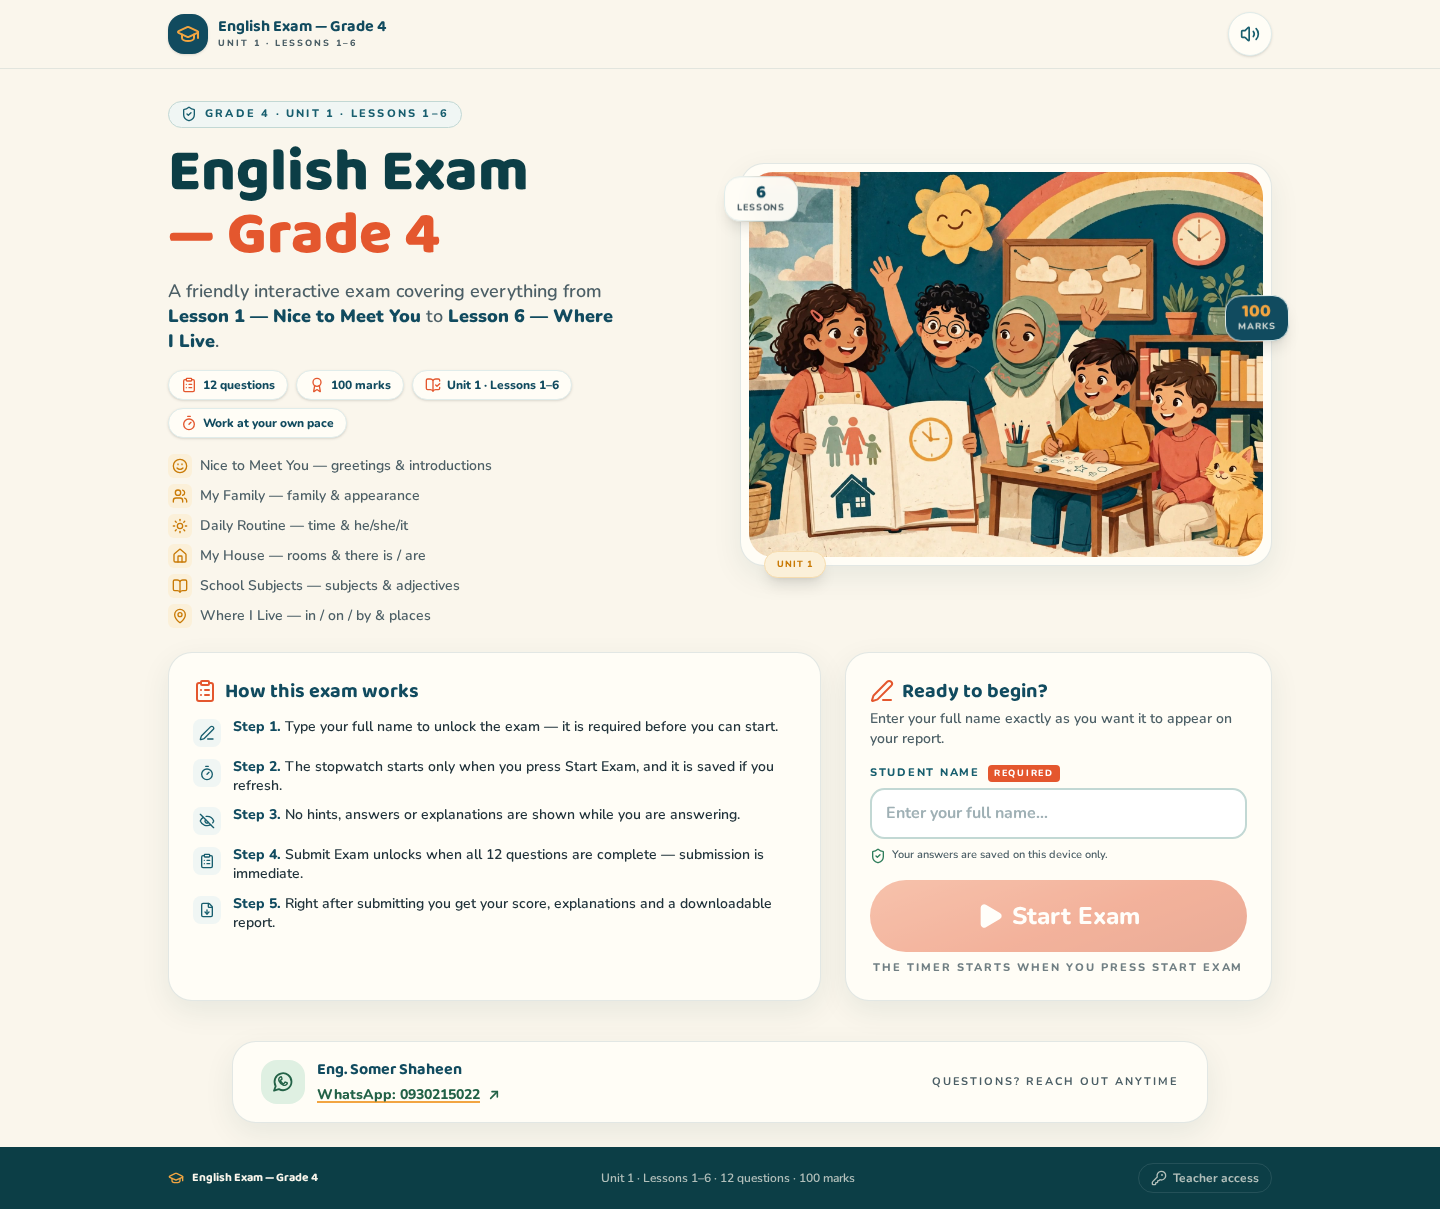 English Exam — Grade 4
UNIT 1 · LESSONS 1–6
GRADE 4 · UNIT 1 · LESSONS 1–6
English Exam
— Grade 4
A friendly interactive exam covering everything from
Lesson 1 — Nice to Meet You to Lesson 6 — Where
I Live.
12 questions
100 marks
Unit 1 · Lessons 1–6
Work at your own pace
Nice to Meet You — greetings & introductions
My Family — family & appearance
Daily Routine — time & he/she/it
My House — rooms & there is / are
School Subjects — subjects & adjectives
Where I Live — in / on / by & places
6
LESSONS
100
MARKS
UNIT 1
How this exam works
Step 1. Type your full name to unlock the exam — it is required before you can start.
Step 2. The stopwatch starts only when you press Start Exam, and it is saved if you
refresh.
Step 3. No hints, answers or explanations are shown while you are answering.
Step 4. Submit Exam unlocks when all 12 questions are complete — submission is
immediate.
Step 5. Right after submitting you get your score, explanations and a downloadable
report.
Ready to begin?
Enter your full name exactly as you want it to appear on
your report.
STUDENT NAME REQUIRED
Enter your full name...
Your answers are saved on this device only.
Start Exam
THE TIMER STARTS WHEN YOU PRESS START EXAM
Eng. Somer Shaheen
WhatsApp: 0930215022
QUESTIONS? REACH OUT ANYTIME
English Exam — Grade 4
Unit 1 · Lessons 1–6 · 12 questions · 100 marks
Teacher access